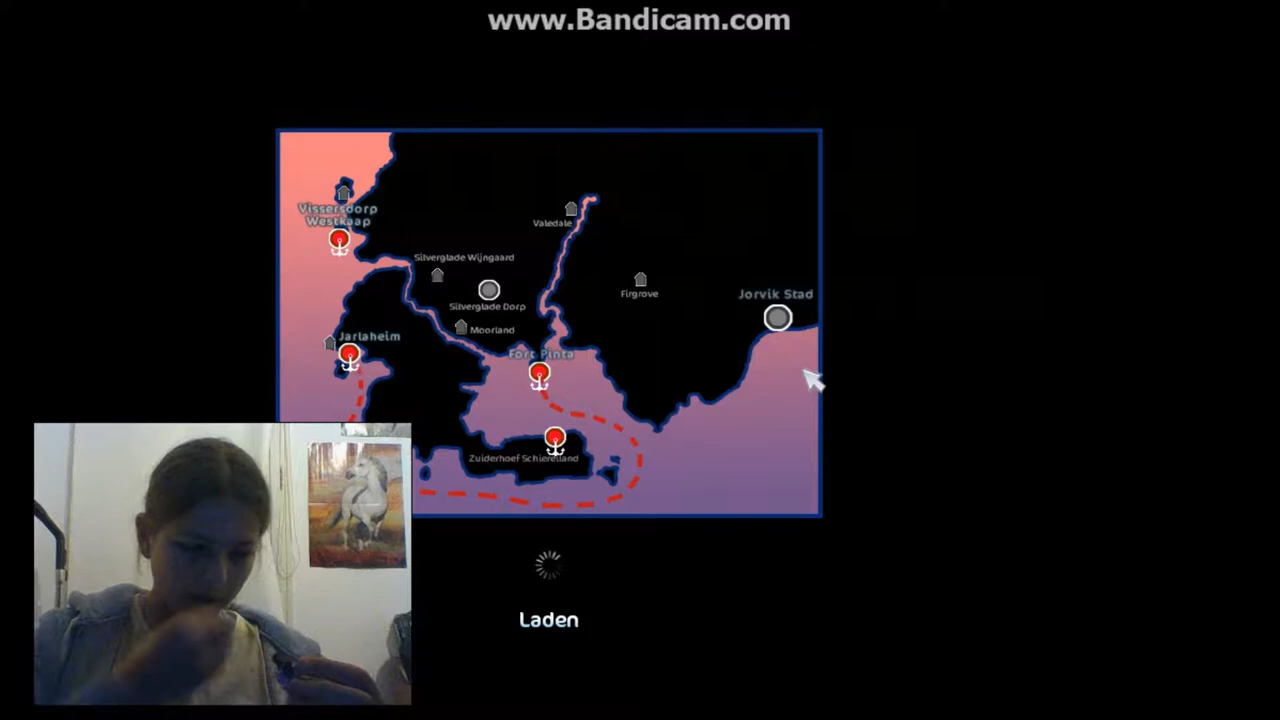 www.Bandicam.com
Vissersdorp
Westkaap
Valedale
Silverglade Wijngaard
Firgrove
Jorvik Stad
Silverglade Dorp
Moorland
Jarlaheim
Fort Pinta
Zuiderhoef Schiereiland
Laden